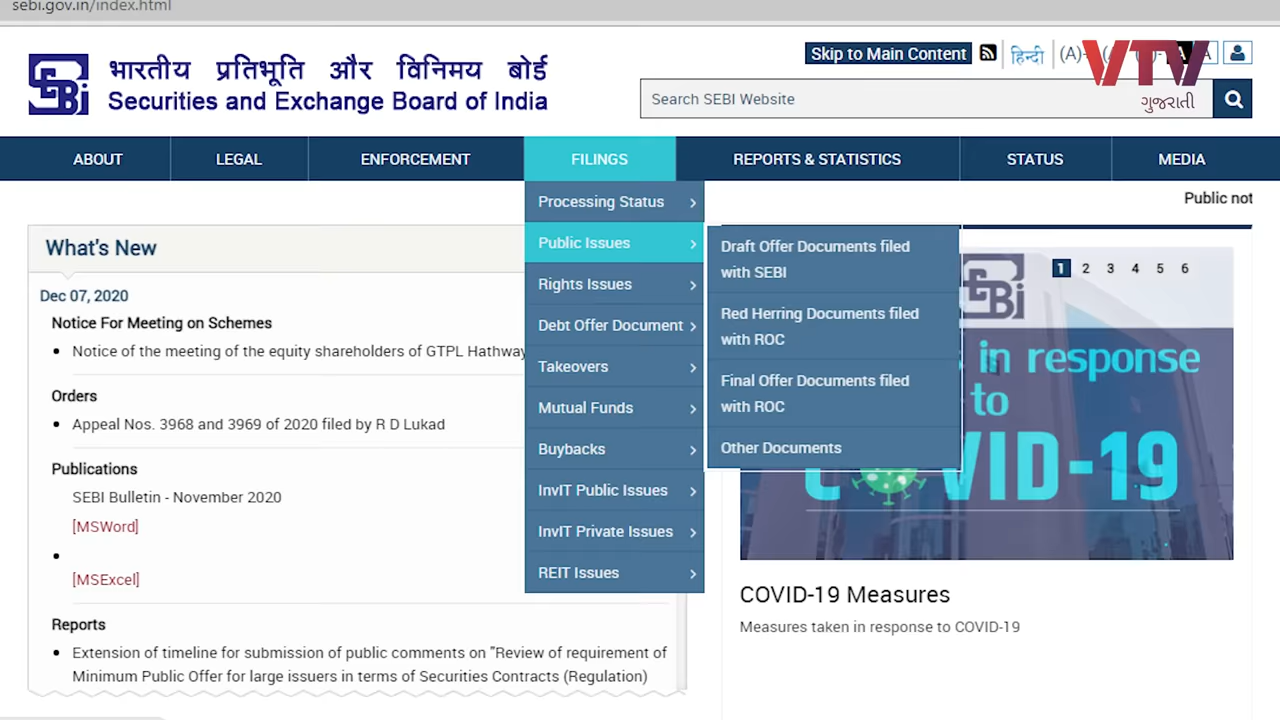 sebi.gov.in/index.html
भारतीय प्रतिभूति और विनिमय बोर्ड
Securities and Exchange Board of India
Skip to Main Content
हिन्दी
(A)-
VTV
ગુજરાતી
Search SEBI Website
ABOUT
LEGAL
ENFORCEMENT
FILINGS
REPORTS & STATISTICS
STATUS
MEDIA
Public not
What's New
Dec 07, 2020
Notice For Meeting on Schemes
Notice of the meeting of the equity shareholders of GTPL Hathway
Orders
Appeal Nos. 3968 and 3969 of 2020 filed by R D Lukad
Publications
SEBI Bulletin - November 2020
[MSWord]
[MSExcel]
Reports
Extension of timeline for submission of public comments on "Review of requirement of
Minimum Public Offer for large issuers in terms of Securities Contracts (Regulation)
Processing Status
Public Issues
Rights Issues
Debt Offer Document
Takeovers
Mutual Funds
Buybacks
InvIT Public Issues
InvIT Private Issues
REIT Issues
Draft Offer Documents filed
with SEBI
Red Herring Documents filed
with ROC
Final Offer Documents filed
with ROC
Other Documents
SEBI
1 2 3 4 5 6
in response
to
COVID-19
COVID-19 Measures
Measures taken in response to COVID-19